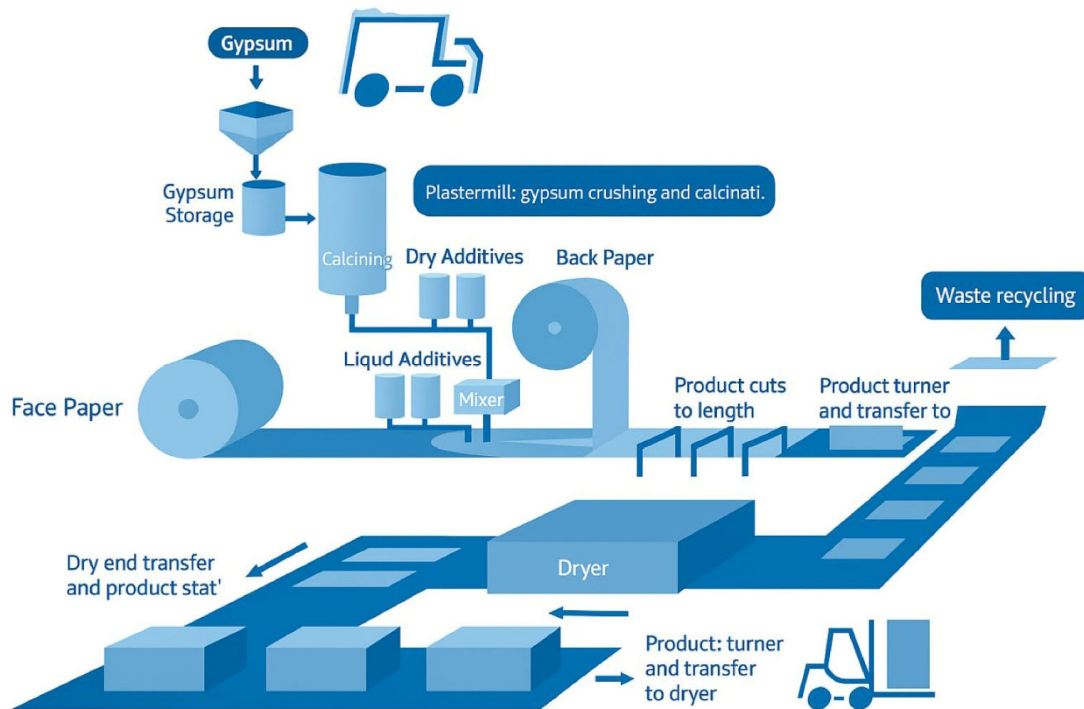 Gypsum
Gypsum
Storage
Plastermill: gypsum crushing and calcinati.
Calcining
Dry Additives
Back Paper
Waste recycling
Liqud Additives
Mixer
Face Paper
Product cuts
to length
Product turner
and transfer to
Dryer
Dry end transfer
and product stat'
Product: turner
and transfer
to dryer